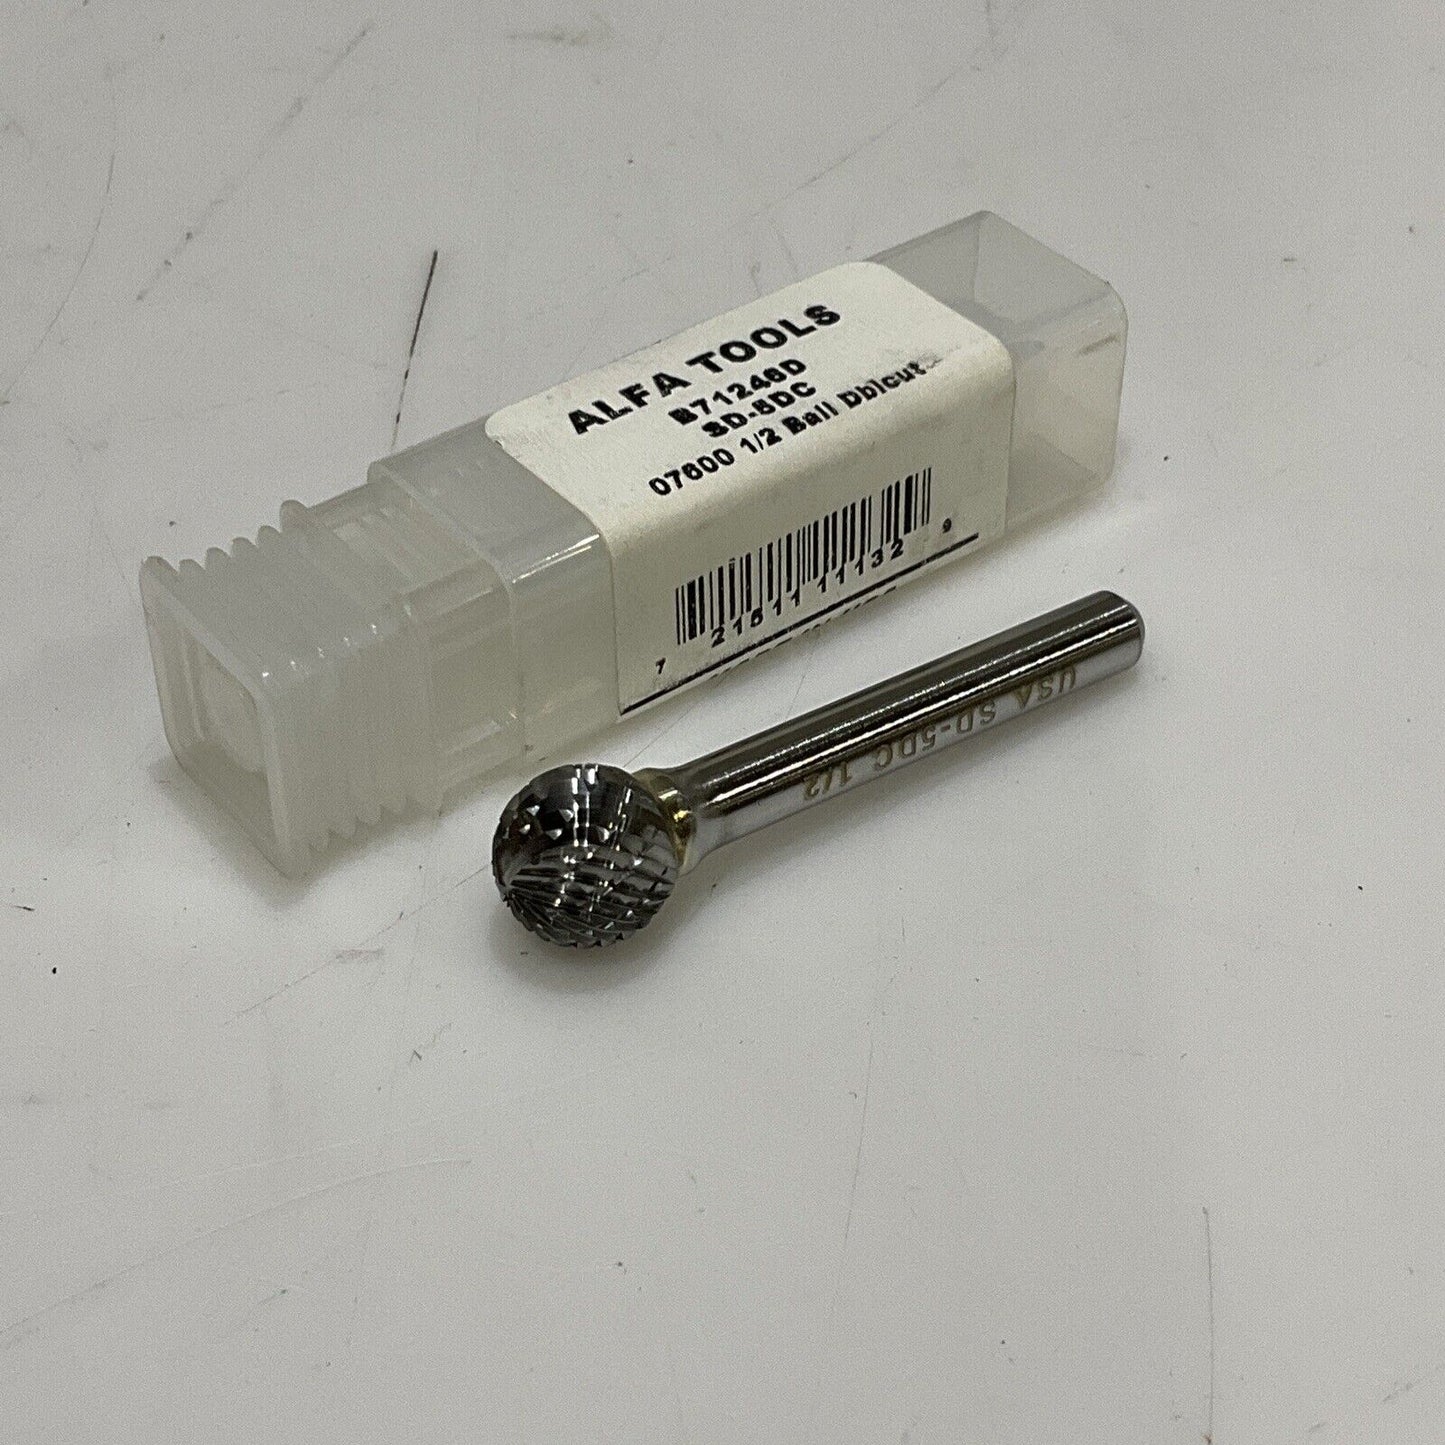 ALFA TOOLS
B71246D
SD-5DC
07600 1/2 Ball Dblcut
7 21511 11132 9
USA SD-5DC 1/2